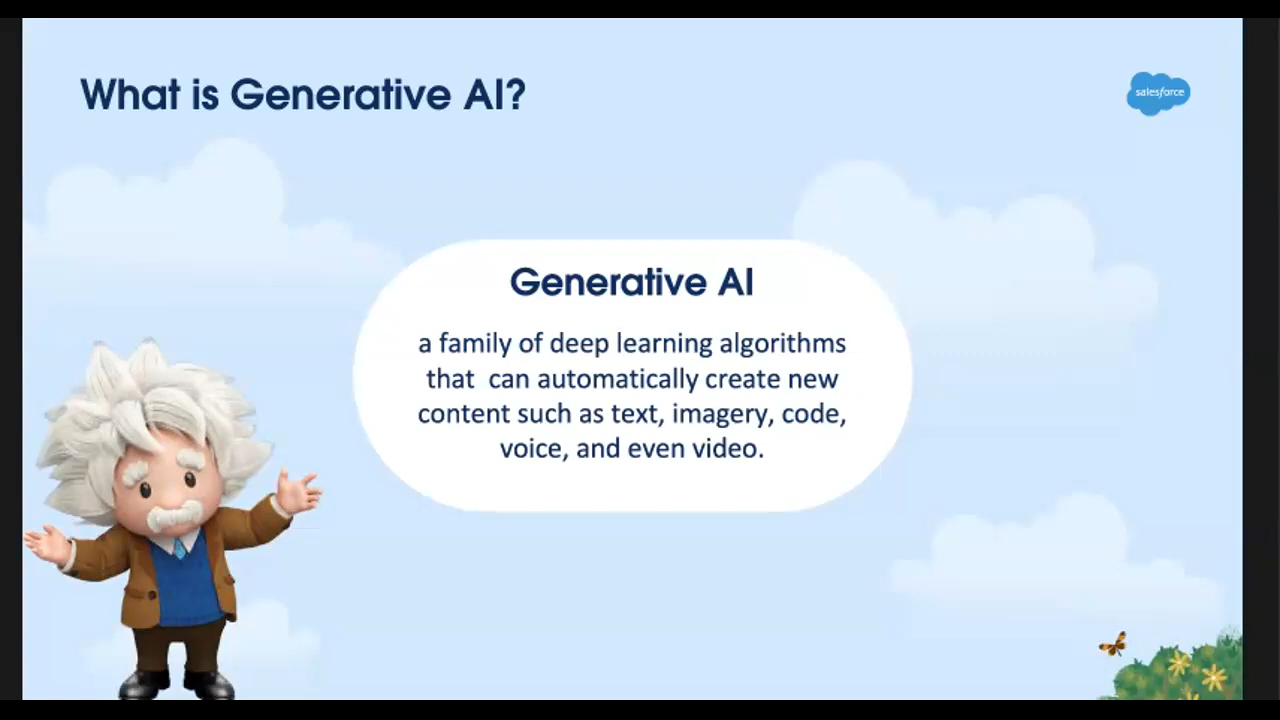 What is Generative AI?
salesforce
Generative AI
a family of deep learning algorithms
that  can automatically create new
content such as text, imagery, code,
voice, and even video.